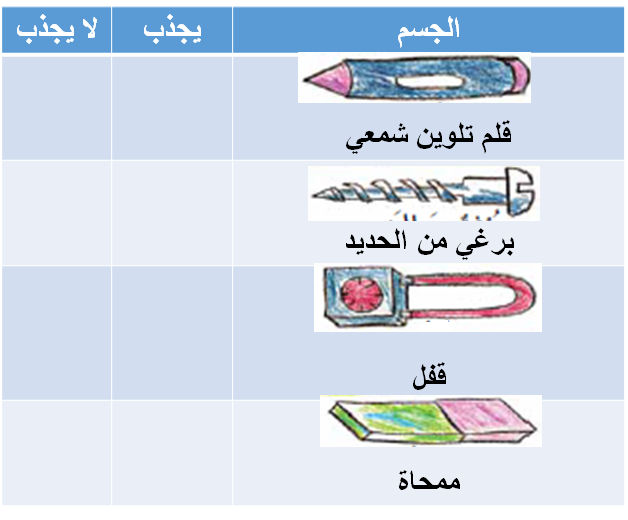 الجسم يجذب لا يجذب
قلم تلوين شمعي
برغي من الحديد
قفل
ممحاة